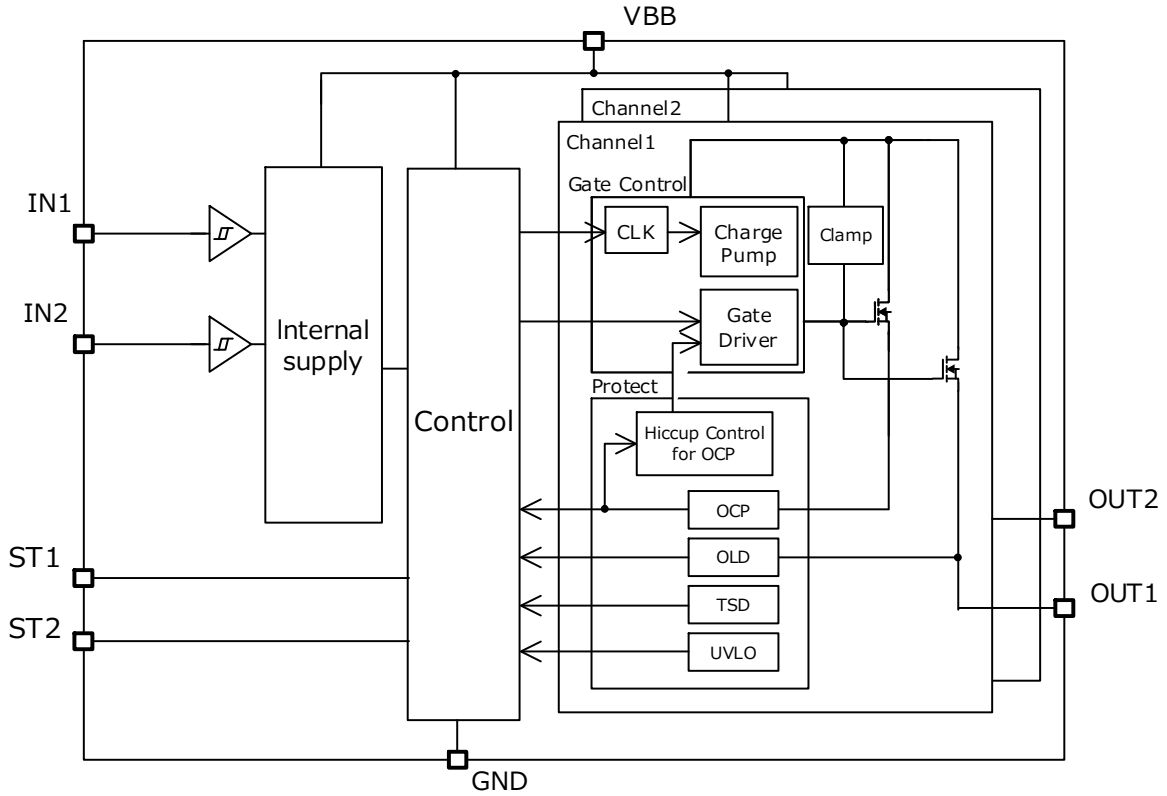 VBB
Channel2
Channel1
IN1
Gate Control
CLK
Charge
Pump
Clamp
IN2
Internal
supply
Gate
Driver
Protect
Control
Hiccup Control
for OCP
OCP
OUT2
OLD
ST1
OUT1
TSD
ST2
UVLO
GND